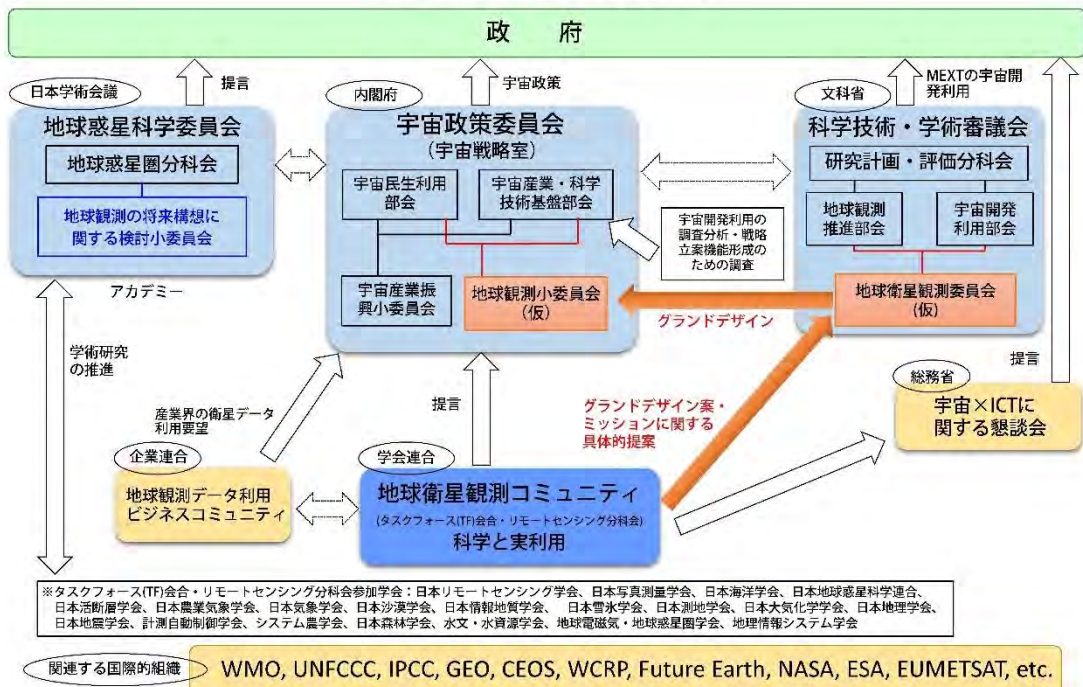 政 府
提言
宇宙政策
MEXTの宇宙開
発利用
日本学術会議
地球惑星科学委員会
地球惑星圏分科会
地球観測の将来構想に
関する検討小委員会
アカデミー
内閣府
宇宙政策委員会
(宇宙戦略室)
宇宙民生利用
部会
宇宙産業・科学
技術基盤部会
宇宙産業振
興小委員会
地球観測小委員会
(仮)
宇宙開発利用の
調査分析・戦略
立案機能形成の
ための調査
文科省
科学技術・学術審議会
研究計画・評価分科会
地球観測
推進部会
宇宙開発
利用部会
地球衛星観測委員会
(仮)
グランドデザイン
学術研究
の推進
産業界の衛星データ
利用要望
提言
グランドデザイン案・
ミッションに関する
具体的提案
提言
総務省
宇宙×ICTに
関する懇談会
企業連合
地球観測データ利用
ビジネスコミュニティ
学会連合
地球衛星観測コミュニティ
(タスクフォース(TF)会合・リモートセンシング分科会)
科学と実利用
※タスクフォース(TF)会合・リモートセンシング分科会参加学会：日本リモートセンシング学会、日本写真測量学会、日本海洋学会、日本地球惑星科学連合、
日本活断層学会、日本農業気象学会、日本気象学会、日本沙漠学会、日本情報地質学会、 日本雪氷学会、日本測地学会、日本大気化学学会、日本地理学会、
日本地震学会、計測自動制御学会、システム農学会、日本森林学会、水文・水資源学会、地球電磁気・地球惑星圏学会、地理情報システム学会
関連する国際的組織
WMO, UNFCCC, IPCC, GEO, CEOS, WCRP, Future Earth, NASA, ESA, EUMETSAT, etc.